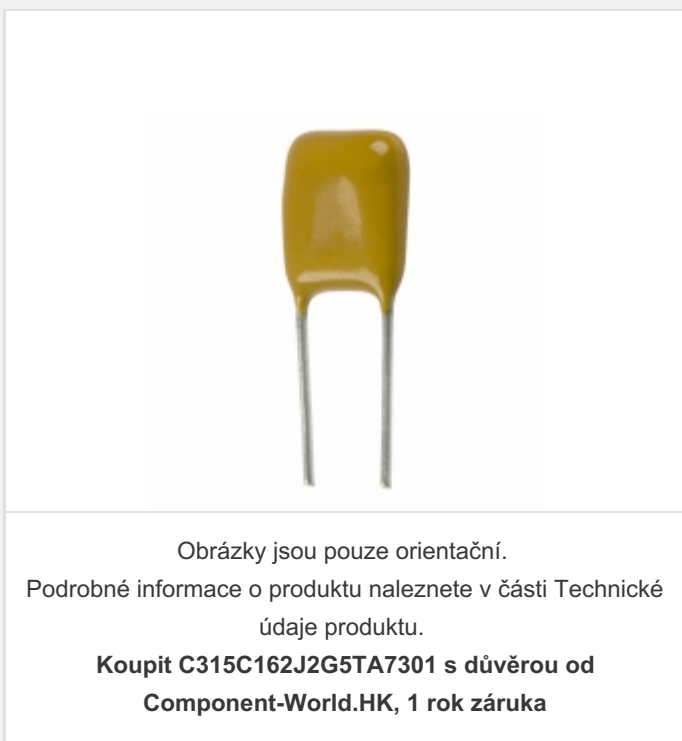 Obrázky jsou pouze orientační.
Podrobné informace o produktu naleznete v části Technické
údaje produktu.
Koupit C315C162J2G5TA7301 s důvěrou od
Component-World.HK, 1 rok záruka